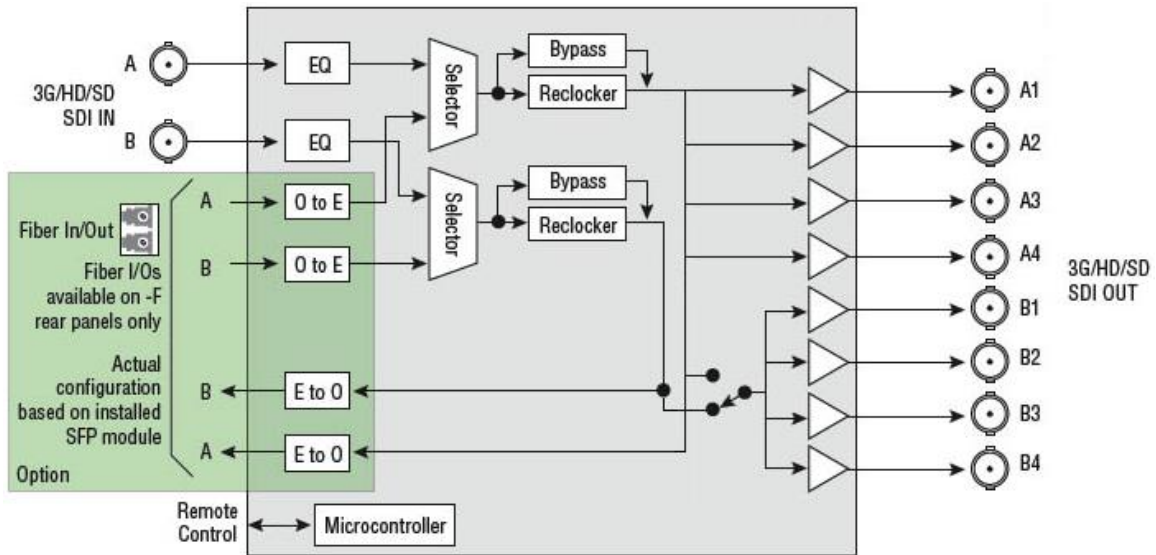 A
3G/HD/SD
SDI IN
B
EQ
EQ
Selector
Bypass
Reclocker
Selector
Bypass
Reclocker
A
O to E
B
O to E
Fiber In/Out
Fiber I/Os
available on -F
rear panels only
Actual
configuration
based on installed
SFP module
Option
B
E to O
A
E to O
Remote
Control
Microcontroller
A1
A2
A3
A4
B1
B2
B3
B4
3G/HD/SD
SDI OUT